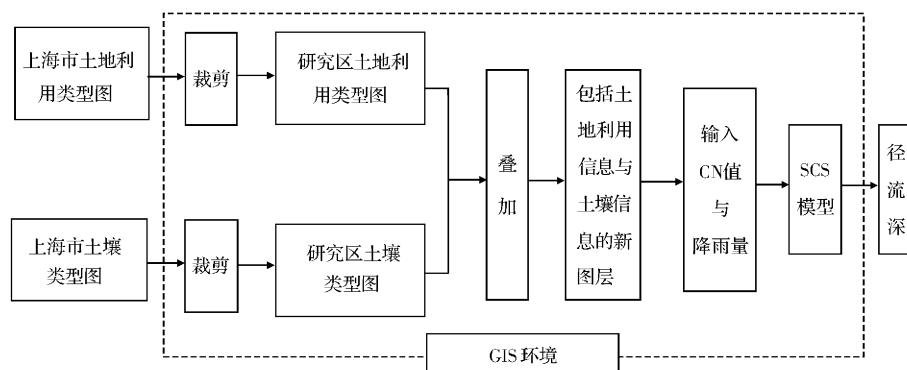 上海市土地利
用类型图
裁剪
研究区土地利
用类型图
上海市土壤
类型图
裁剪
研究区土壤
类型图
叠
加
包括土
地利用
信息与
土壤信
息的新
图层
输入
CN值
与
降雨量
SCS
模型
径
流
深
GIS环境